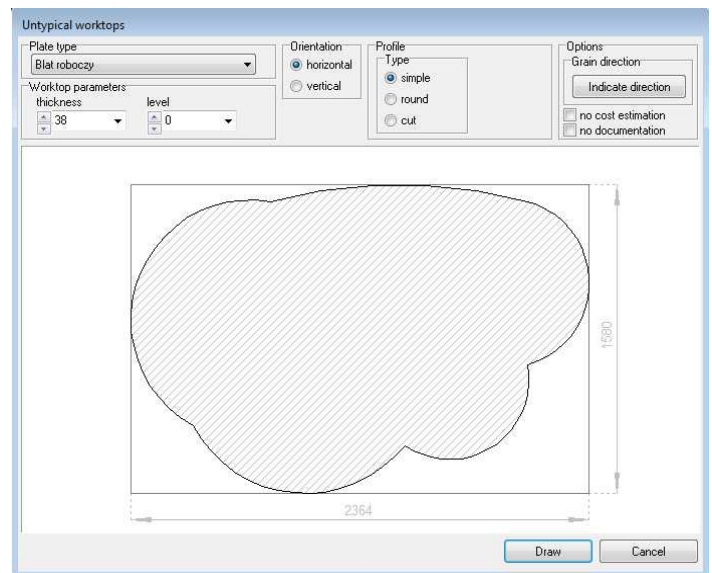 Untypical worktops
Plate type
Blat roboczy
Worktop parameters
thickness
level
38
0
Orientation
horizontal
vertical
Profile
Type
simple
round
cut
Options
Grain direction
Indicate direction
no cost estimation
no documentation
1580
2364
Draw
Cancel